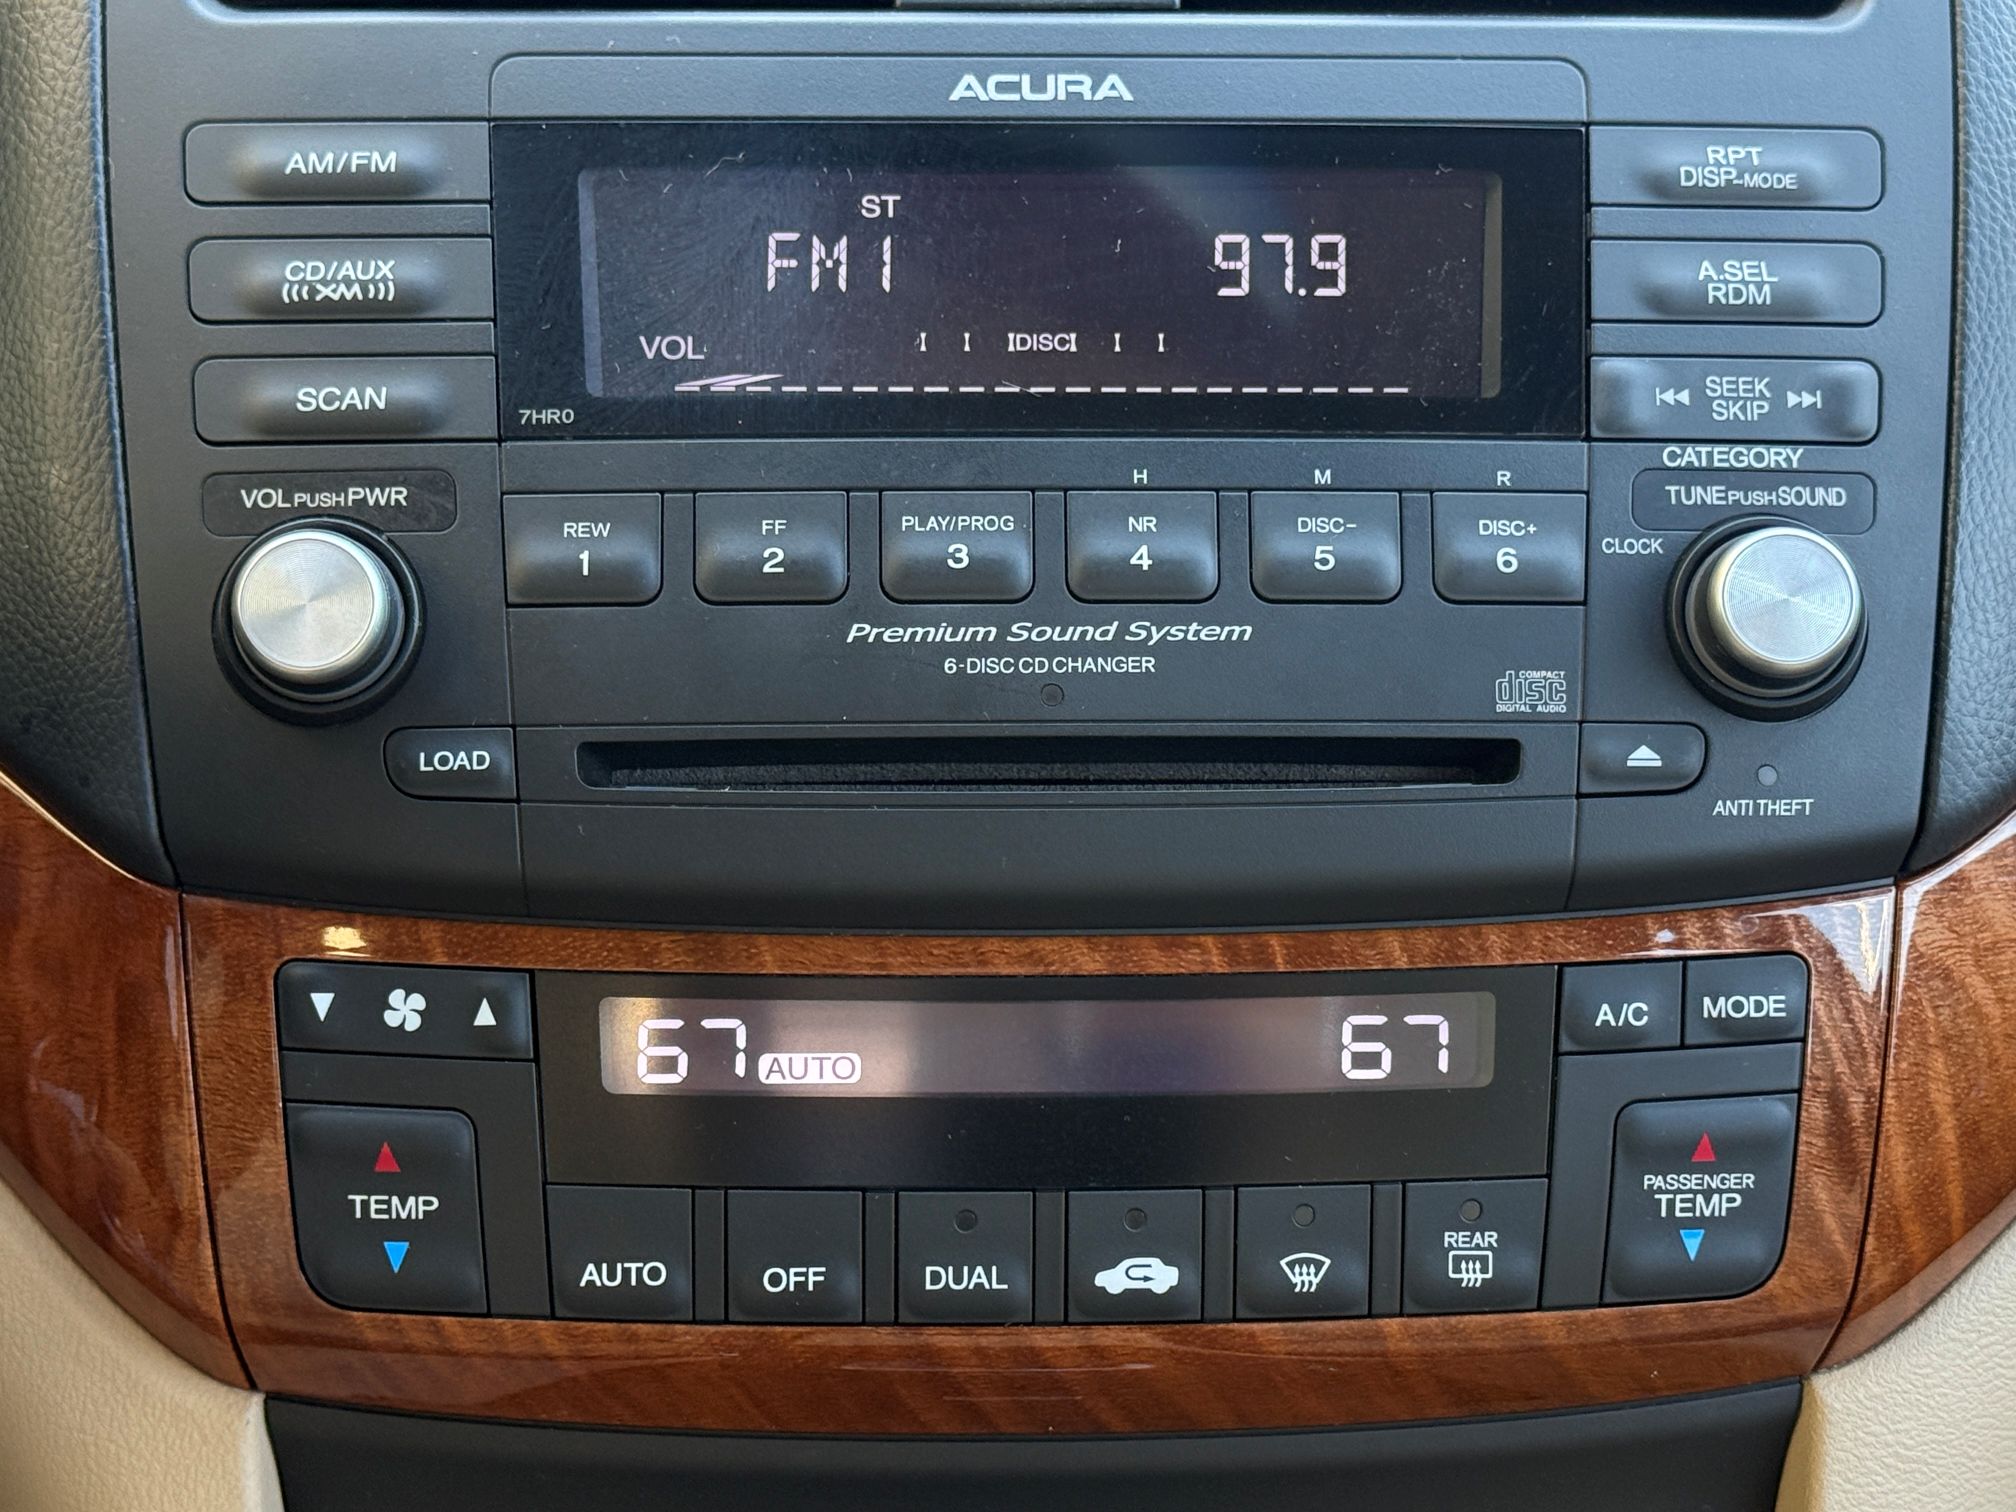 ACURA
AM/FM
CD/AUX
(((XM)))
SCAN
ST
FM1 97.9
VOL DISC
7HR0
RPT
DISP-MODE
A.SEL
RDM
SEEK
SKIP
CATEGORY
VOL PUSH PWR
TUNE PUSH SOUND
CLOCK
H M R
REW
1
FF
2
PLAY/PROG
3
NR
4
DISC-
5
DISC+
6
Premium Sound System
6-DISC CD CHANGER
COMPACT
disc
DIGITAL AUDIO
LOAD
ANTI THEFT
67 AUTO 67
A/C
MODE
TEMP
PASSENGER
TEMP
AUTO
OFF
DUAL
REAR